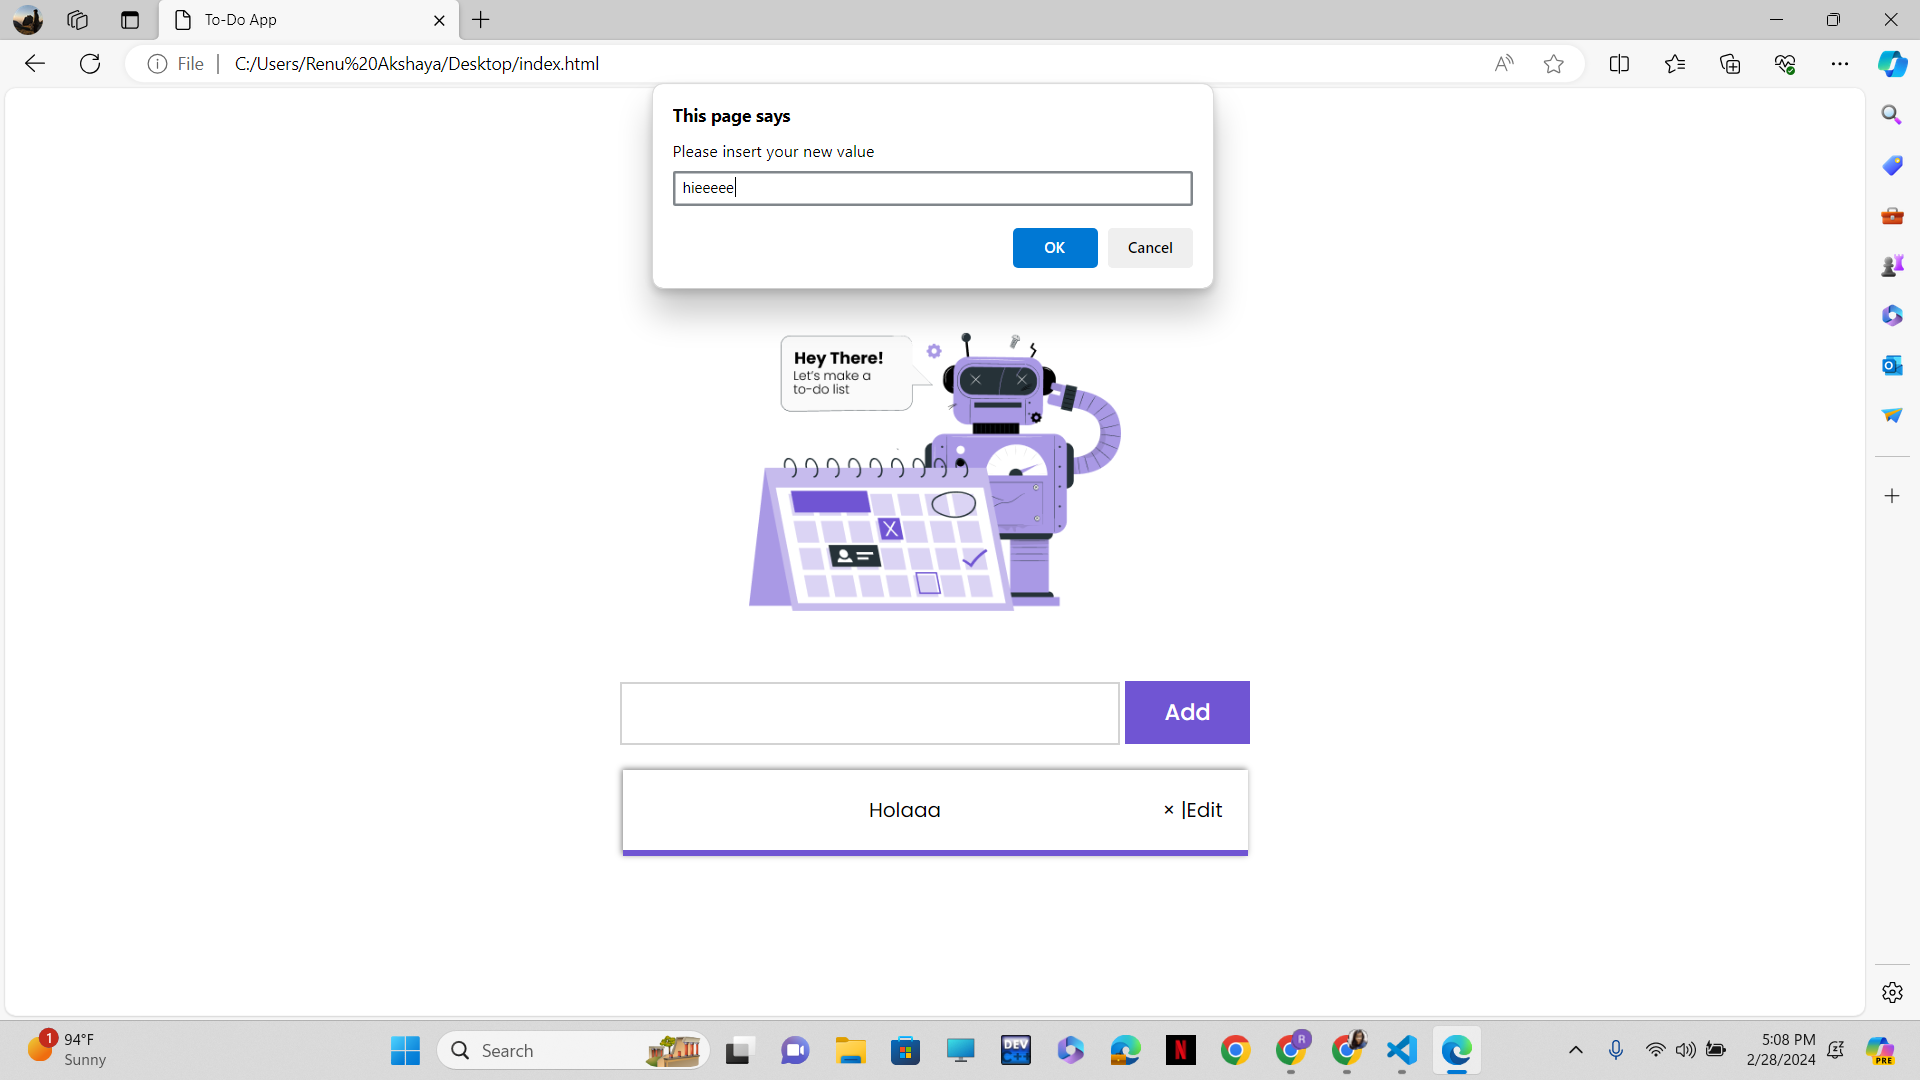 To-Do App
File
C:/Users/Renu%20Akshaya/Desktop/index.html
This page says
Please insert your new value
hieeeee
OK
Cancel
Hey There!
Let's make a
to-do list
X
Add
Holaaa
× |Edit
1
94°F
Sunny
Search
DEV
C++
N
R
5:08 PM
2/28/2024
PRE